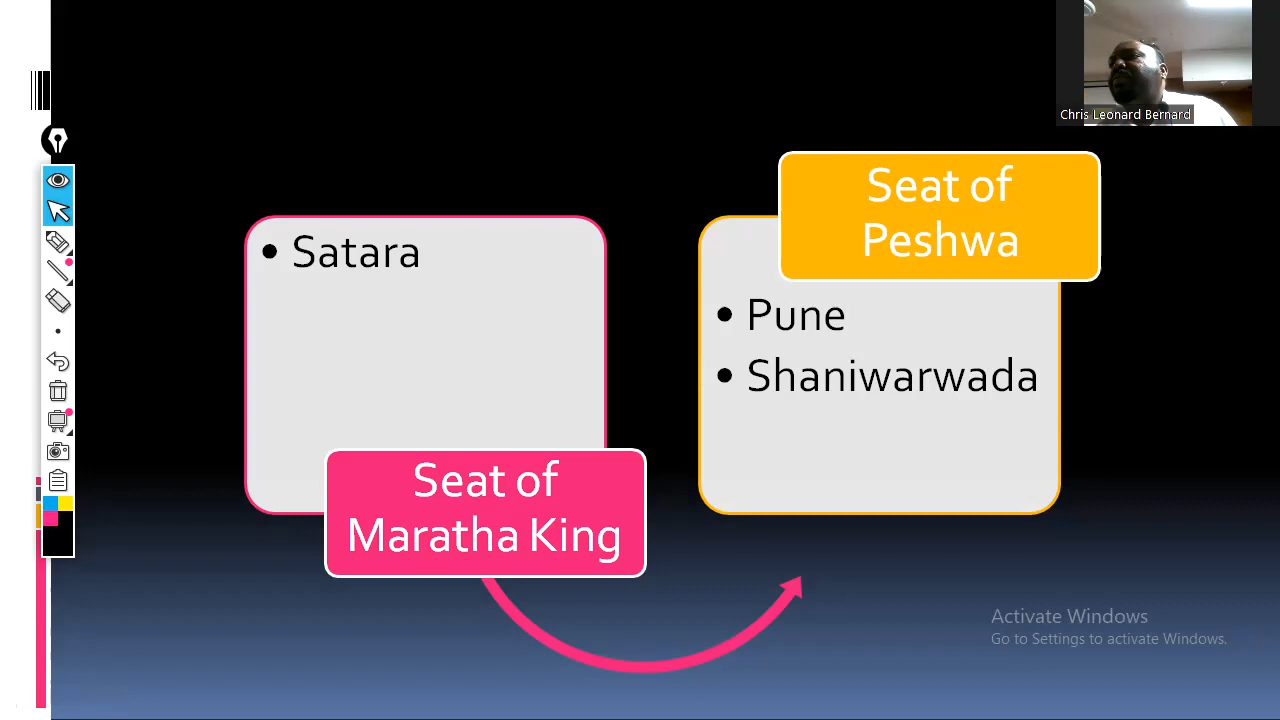 Chris Leonard Bernard
• Satara
Seat of
Maratha King
Seat of
Peshwa
• Pune
• Shaniwarwada
Activate Windows
Go to Settings to activate Windows.